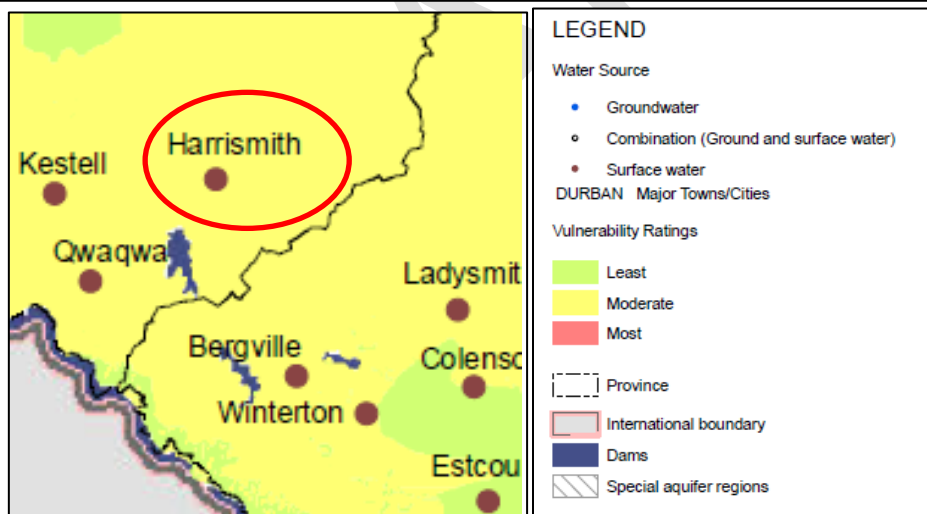 Harrismith
Kestell
Qwaqwa
Ladysmit
Bergville
Colensc
Winterton
Estcou
LEGEND
Water Source
Groundwater
Combination (Ground and surface water)
Surface water
DURBAN Major Towns/Cities
Vulnerability Ratings
Least
Moderate
Most
Province
International boundary
Dams
Special aquifer regions